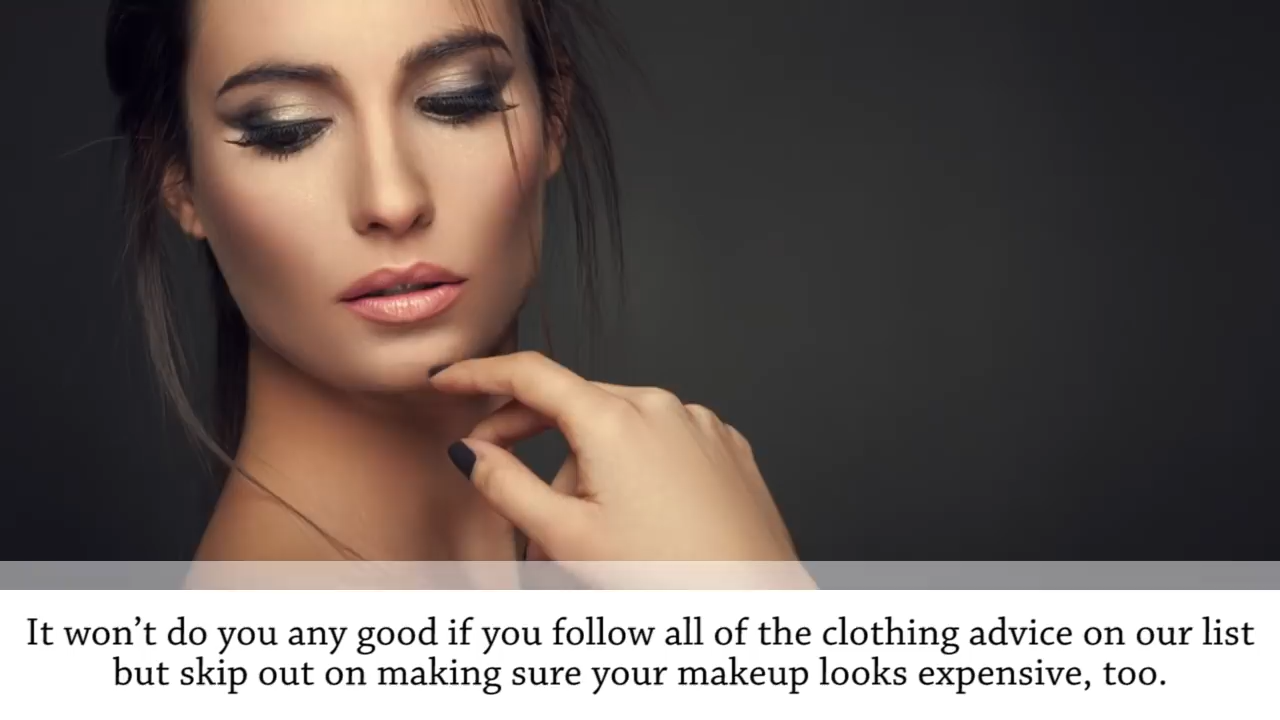 It won’t do you any good if you follow all of the clothing advice on our list
but skip out on making sure your makeup looks expensive, too.